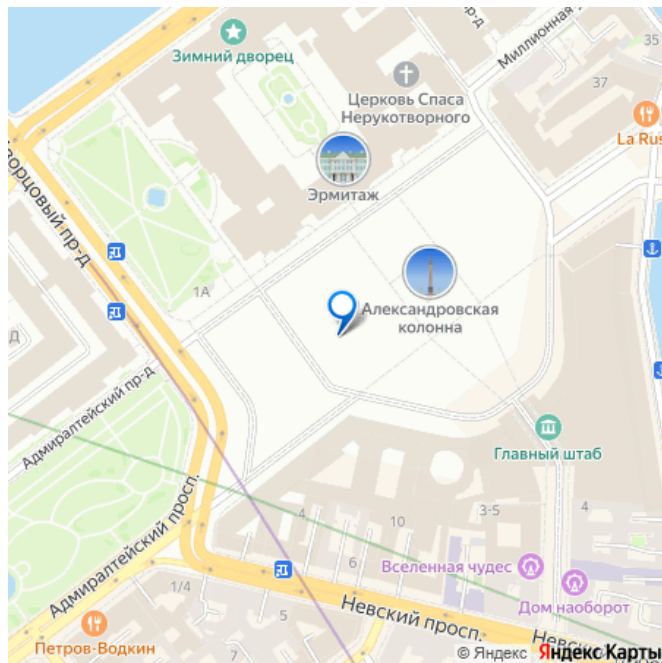 Зимний дворец
Миллионная
37
Церковь Спаса
Нерукотворного
La Rus
Эрмитаж
Дворцовый пр-д
1А
Александровская
колонна
Д
Адмиралтейский пр-д
Главный штаб
Адмиралтейский просп.
4
10
3-5
4
6
Вселенная чудес
1/4
5
7
Дом наоборот
Невский просп.
Невск
Петров-Водкин
© Яндекс Яндекс Карты